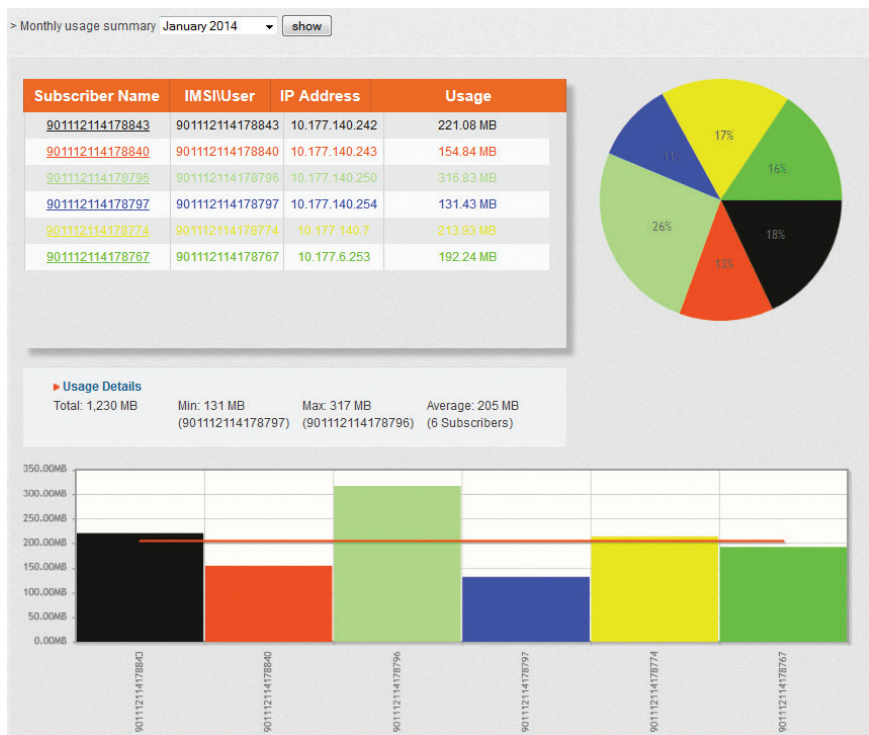 > Monthly usage summary January 2014 show
Subscriber Name IMSI\User IP Address Usage
901112114178843 901112114178843 10.177.140.242 221.08 MB
901112114178840 901112114178840 10.177.140.243 154.84 MB
901112114178796 901112114178796 10.177.140.250 316.83 MB
901112114178797 901112114178797 10.177.140.254 131.43 MB
901112114178774 901112114178774 10.177.140.7 213.93 MB
901112114178767 901112114178767 10.177.6.253 192.24 MB
17%
11%
16%
26%
18%
13%
Usage Details
Total: 1,230 MB Min: 131 MB Max: 317 MB Average: 205 MB
(901112114178797) (901112114178796) (6 Subscribers)
350.00MB
300.00MB
250.00MB
200.00MB
150.00MB
100.00MB
50.00MB
0.00MB
901112114178843
901112114178840
901112114178796
901112114178797
901112114178774
901112114178767